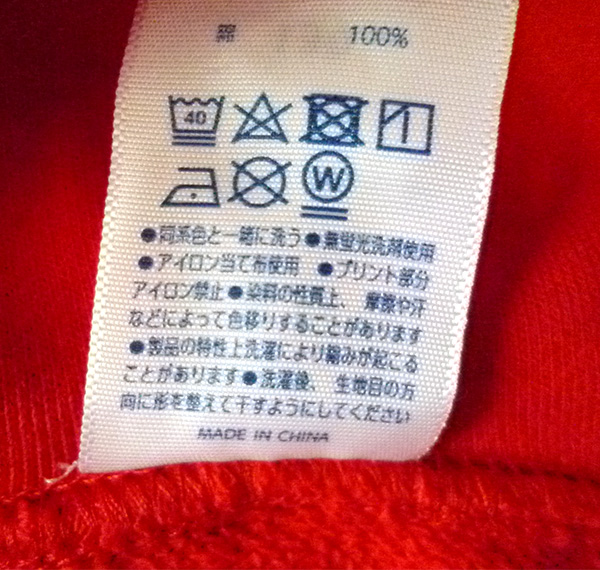 綿 100%
40
W
●同系色と一緒に洗う●無蛍光洗剤使用
●アイロン当て布使用 ●プリント部分
アイロン禁止●染料の性質上、摩擦や汗
などによって色移りすることがあります
●製品の特性上洗濯により縮みが起こる
ことがあります●洗濯後、生地目の方
向に形を整えて干すようにしてください
MADE IN CHINA